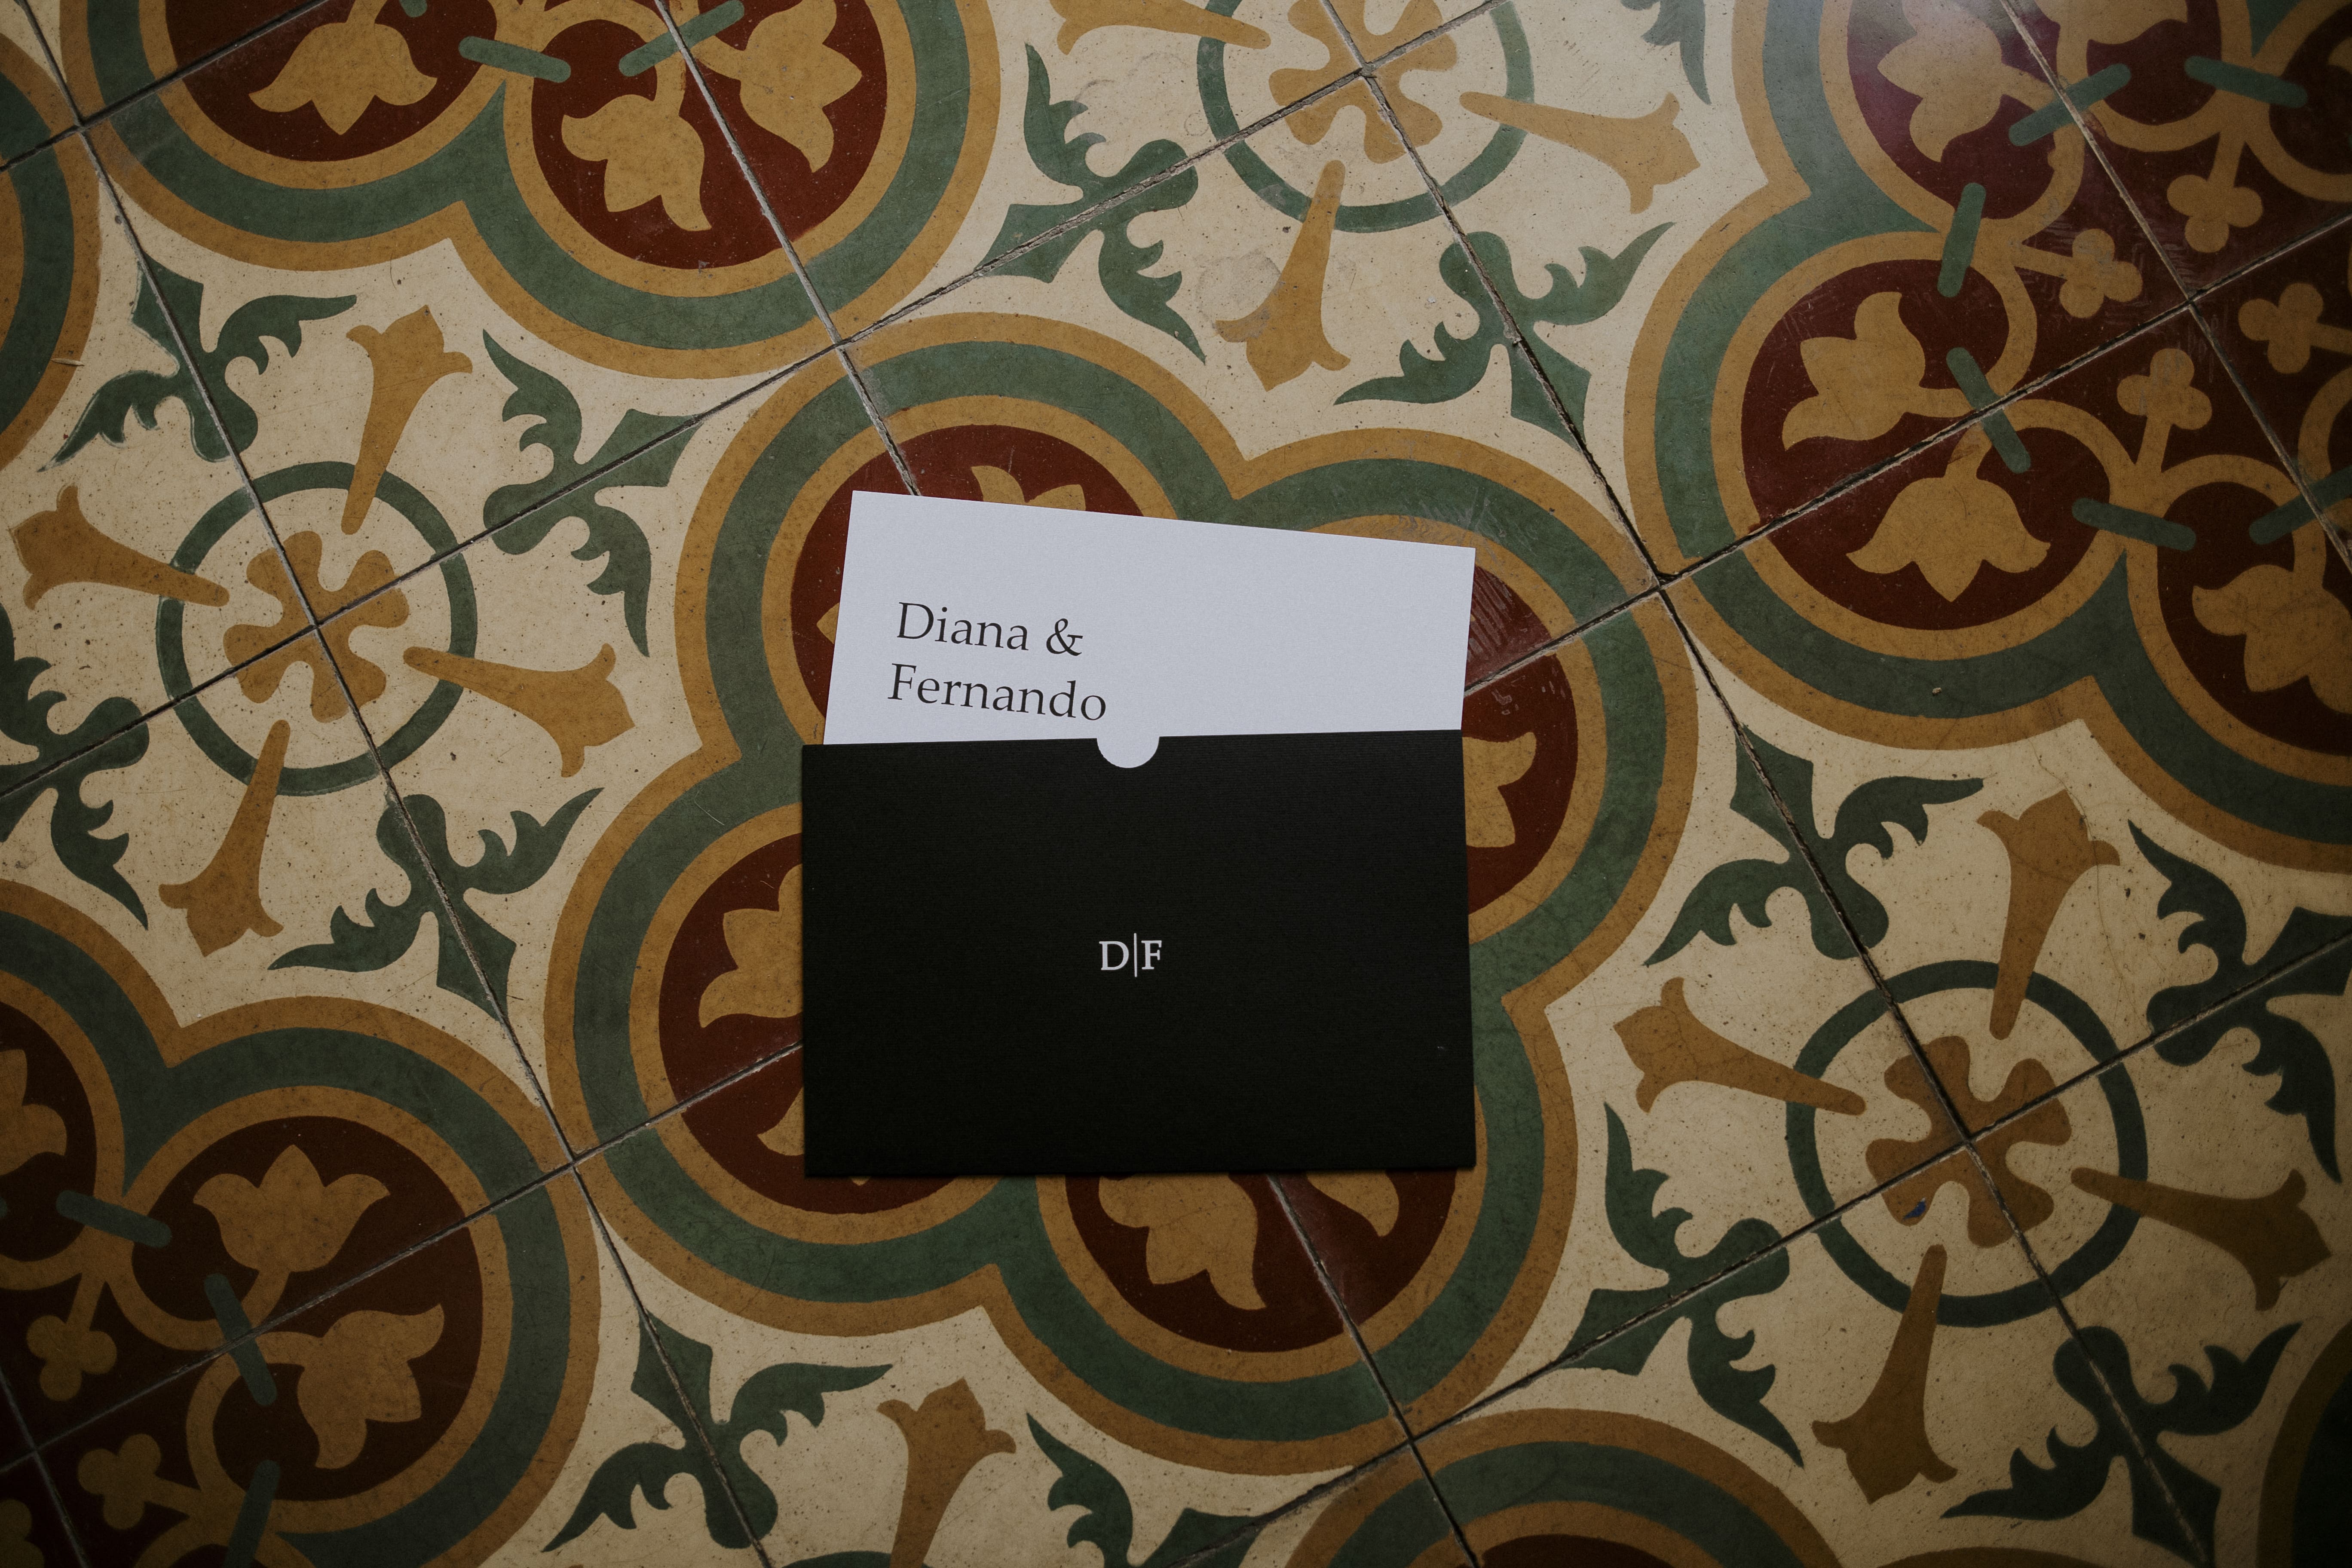 Diana &
Fernando
D|F